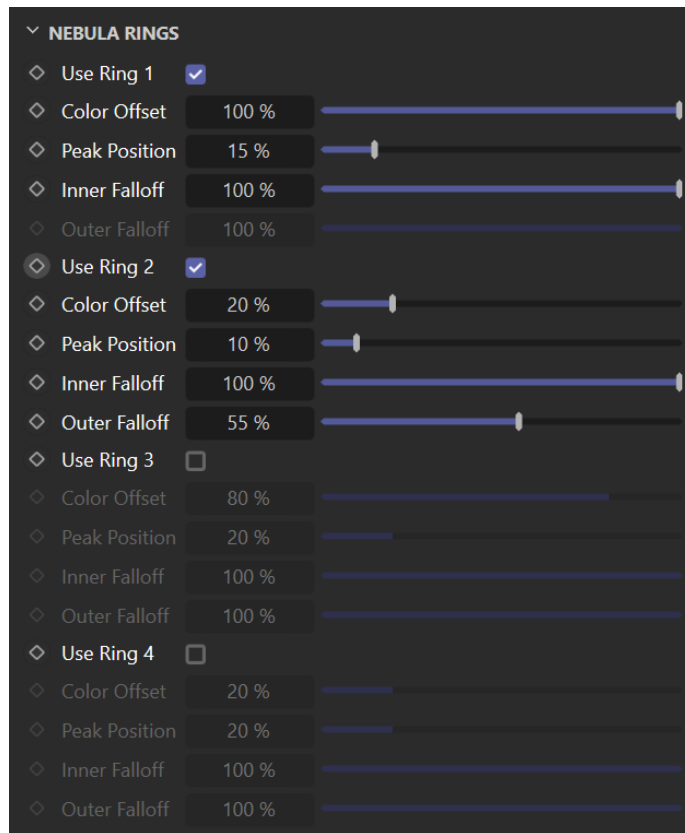 NEBULA RINGS
Use Ring 1
Color Offset 100 %
Peak Position 15 %
Inner Falloff 100 %
Outer Falloff 100 %
Use Ring 2
Color Offset 20 %
Peak Position 10 %
Inner Falloff 100 %
Outer Falloff 55 %
Use Ring 3
Color Offset 80 %
Peak Position 20 %
Inner Falloff 100 %
Outer Falloff 100 %
Use Ring 4
Color Offset 20 %
Peak Position 20 %
Inner Falloff 100 %
Outer Falloff 100 %